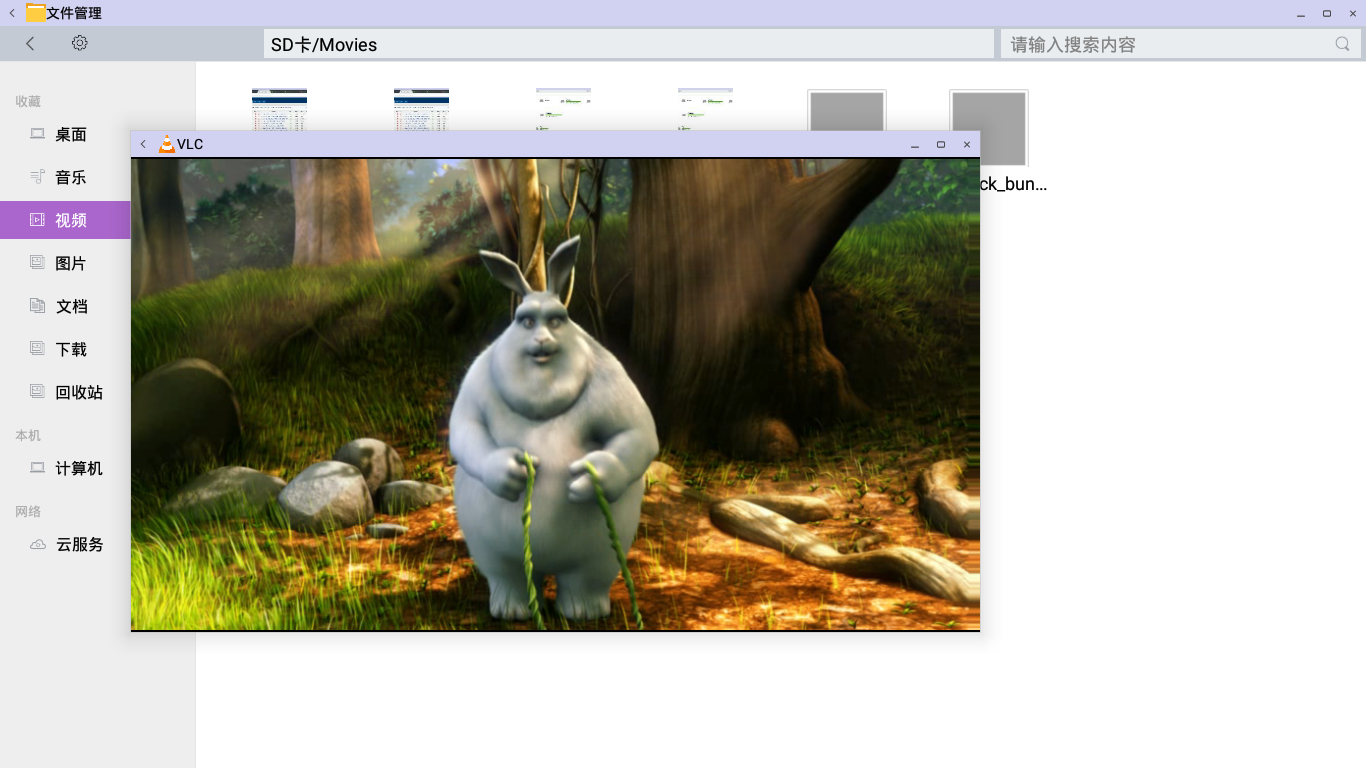 文件管理
SD卡/Movies
请输入搜索内容
收藏
桌面
音乐
视频
图片
文档
下载
回收站
本机
计算机
网络
云服务
VLC
ck_bun...